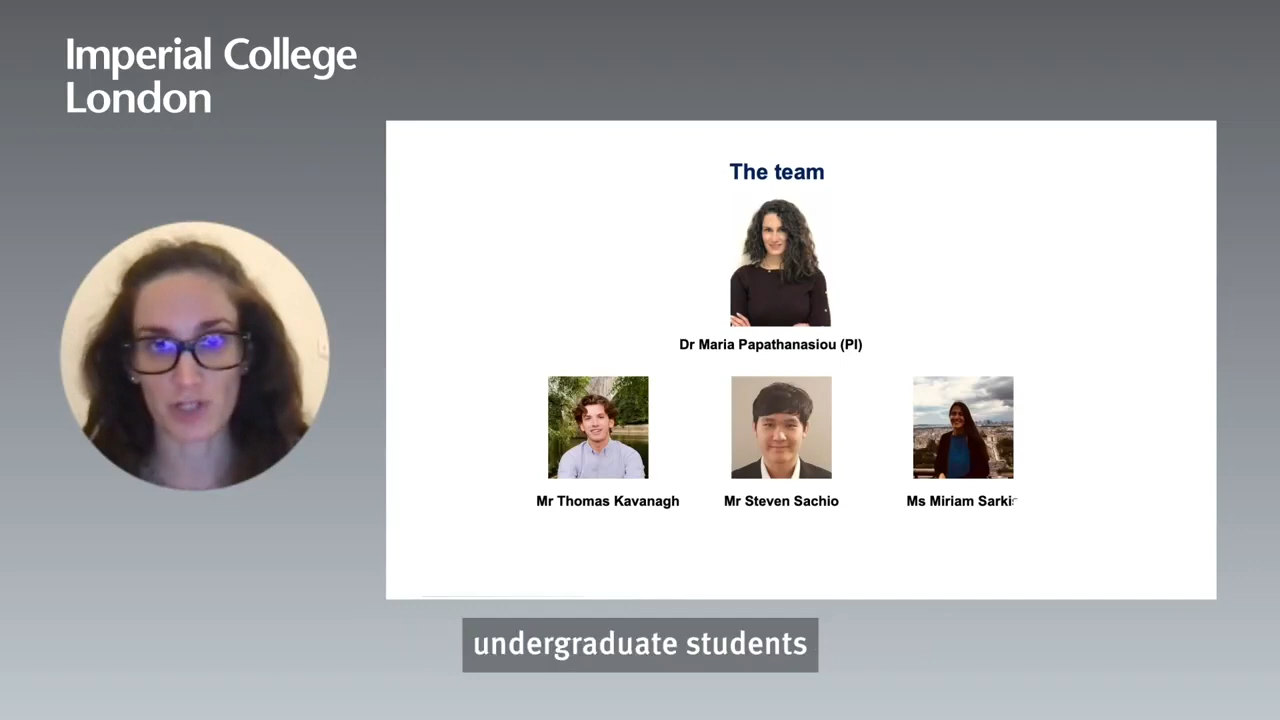 Imperial College
London
The team
Dr Maria Papathanasiou (PI)
Mr Thomas Kavanagh
Mr Steven Sachio
Ms Miriam
undergraduate students